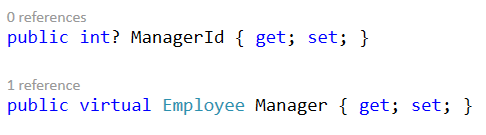 0 references
public int? ManagerId { get; set; }
1 reference
public virtual Employee Manager { get; set; }